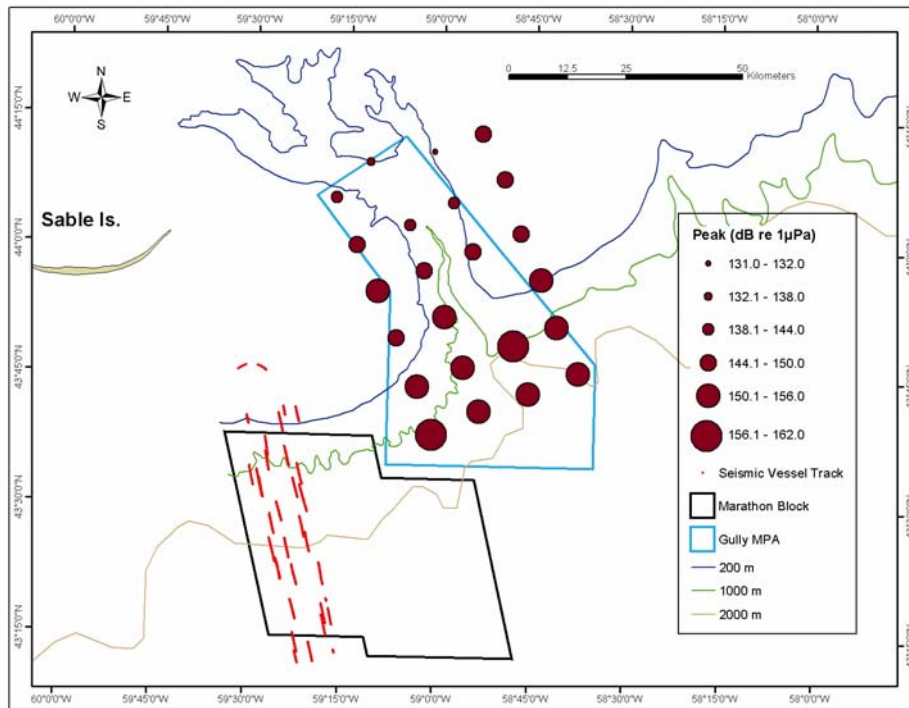 60°0'0"W 59°45'0"W 59°30'0"W 59°15'0"W 59°0'0"W 58°45'0"W 58°30'0"W 58°15'0"W 58°0'0"W
N
W E
S
0 12.5 25 50
Kilometers
44°15'0"N
44°0'0"N
43°45'0"N
43°30'0"N
43°15'0"N
Sable Is.
Peak (dB re 1µPa)
131.0 - 132.0
132.1 - 138.0
138.1 - 144.0
144.1 - 150.0
150.1 - 156.0
156.1 - 162.0
Seismic Vessel Track
Marathon Block
Gully MPA
200 m
1000 m
2000 m
60°0'0"W 59°45'0"W 59°30'0"W 59°15'0"W 59°0'0"W 58°45'0"W 58°30'0"W 58°15'0"W 58°0'0"W